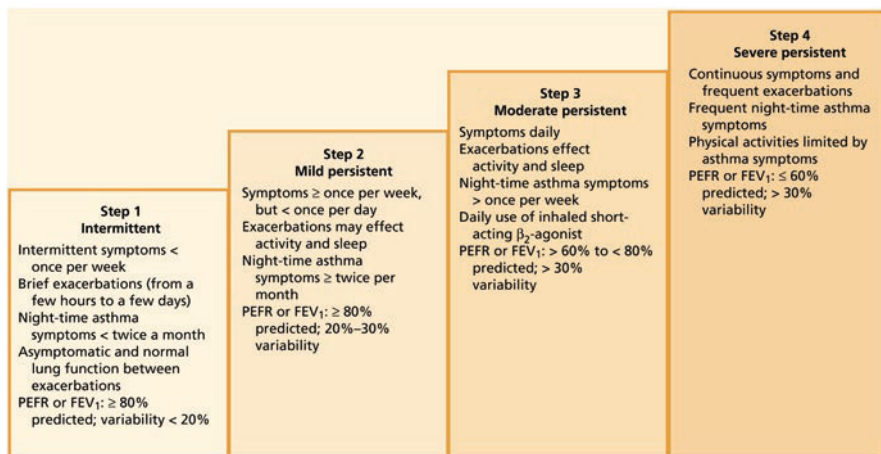 Step 1
Intermittent
Intermittent symptoms <
once per week
Brief exacerbations (from a
few hours to a few days)
Night-time asthma
symptoms < twice a month
Asymptomatic and normal
lung function between
exacerbations
PEFR or FEV₁: ≥ 80%
predicted; variability < 20%
Step 2
Mild persistent
Symptoms ≥ once per week,
but < once per day
Exacerbations may effect
activity and sleep
Night-time asthma
symptoms ≥ twice per
month
PEFR or FEV₁: ≥ 80%
predicted; 20%–30%
variability
Step 3
Moderate persistent
Symptoms daily
Exacerbations effect
activity and sleep
Night-time asthma symptoms
> once per week
Daily use of inhaled short-
acting β₂-agonist
PEFR or FEV₁: > 60% to < 80%
predicted; > 30%
variability
Step 4
Severe persistent
Continuous symptoms and
frequent exacerbations
Frequent night-time asthma
symptoms
Physical activities limited by
asthma symptoms
PEFR or FEV₁: ≤ 60%
predicted; > 30%
variability